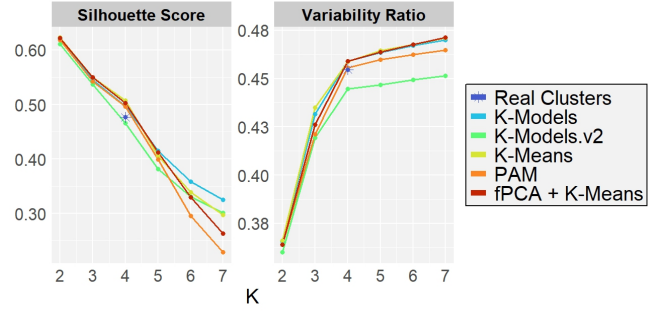 Silhouette Score
Variability Ratio
0.60
0.50
0.40
0.30
2 3 4 5 6 7
0.48
0.45
0.43
0.40
0.38
2 3 4 5 6 7
K
Real Clusters
K-Models
K-Models.v2
K-Means
PAM
fPCA + K-Means